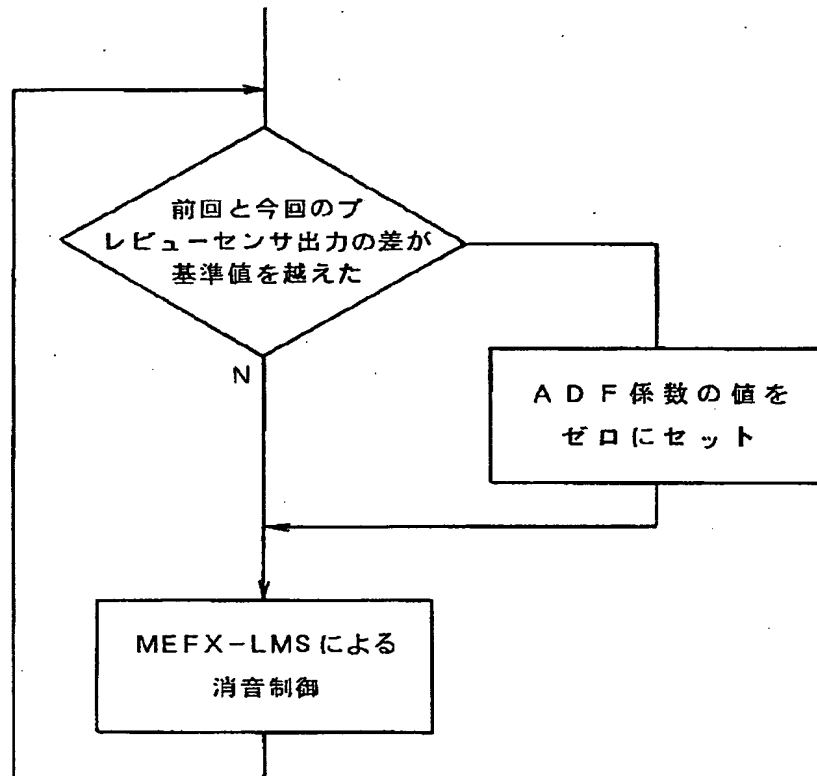 前回と今回のプ
レビューセンサ出力の差が
基準値を越えた
N
ADF係数の値を
ゼロにセット
MEFX-LMSによる
消音制御